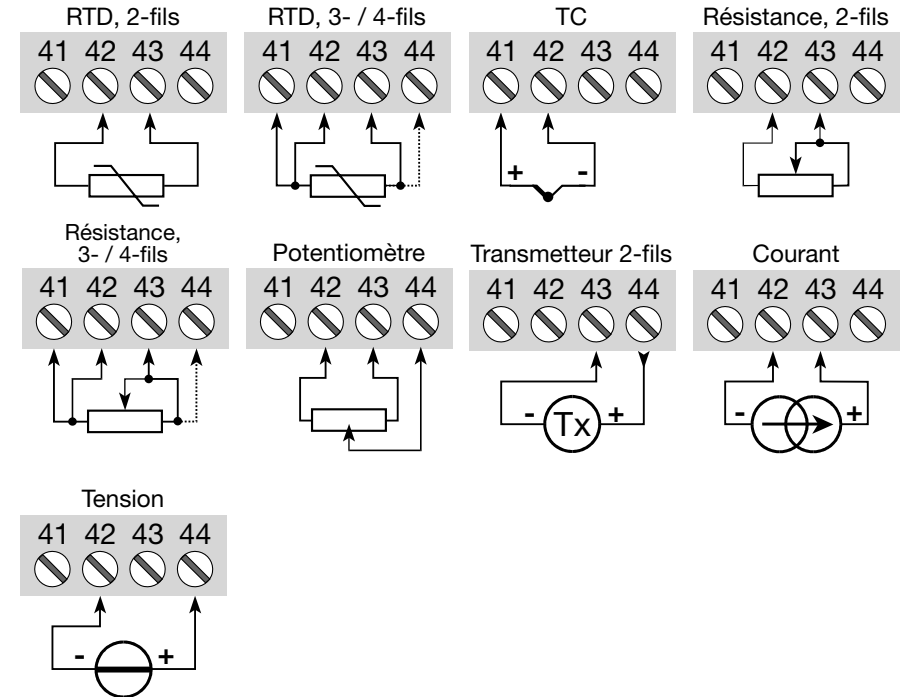 RTD, 2-fils
41 42 43 44
RTD, 3- / 4-fils
41 42 43 44
TC
41 42 43 44
+ -
Résistance, 2-fils
41 42 43 44
Résistance,
3- / 4-fils
41 42 43 44
Potentiomètre
41 42 43 44
Transmetteur 2-fils
41 42 43 44
- Tx +
Courant
41 42 43 44
- +
Tension
41 42 43 44
- +